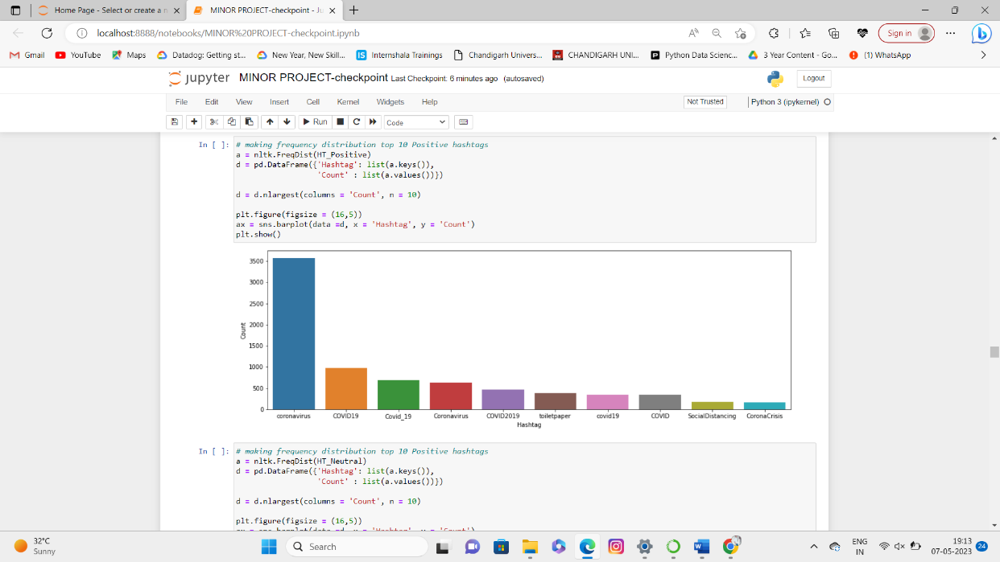 Home Page - Select or create a n
MINOR PROJECT-checkpoint - Ju
localhost:8888/notebooks/MINOR%20PROJECT-checkpoint.ipynb
Sign in
Gmail YouTube Maps Datadog: Getting st... New Year, New Skill... IS Internshala Trainings Chandigarh Univers... CHANDIGARH UNI... Python Data Scienc... 3 Year Content - Go... (1) WhatsApp
jupyter MINOR PROJECT-checkpoint Last Checkpoint: 6 minutes ago (autosaved)
Logout
File Edit View Insert Cell Kernel Widgets Help
Not Trusted Python 3 (ipykernel)
Run Code
In [ ]: # making frequency distribution top 10 Positive hashtags
a = nltk.FreqDist(HT_Positive)
d = pd.DataFrame({'Hashtag': list(a.keys()),
'Count' : list(a.values())})
d = d.nlargest(columns = 'Count', n = 10)
plt.figure(figsize = (16,5))
ax = sns.barplot(data =d, x = 'Hashtag', y = 'Count')
plt.show()
3500
3000
2500
2000
1500
1000
500
0
Count
coronavirus COVID19 Covid_19 Coronavirus COVID2019 toiletpaper covid19 COVID SocialDistancing CoronaCrisis
Hashtag
In [ ]: # making frequency distribution top 10 Positive hashtags
a = nltk.FreqDist(HT_Neutral)
d = pd.DataFrame({'Hashtag': list(a.keys()),
'Count' : list(a.values())})
d = d.nlargest(columns = 'Count', n = 10)
plt.figure(figsize = (16,5))
32°C
Sunny
Search
ENG
IN
19:13
07-05-2023
24